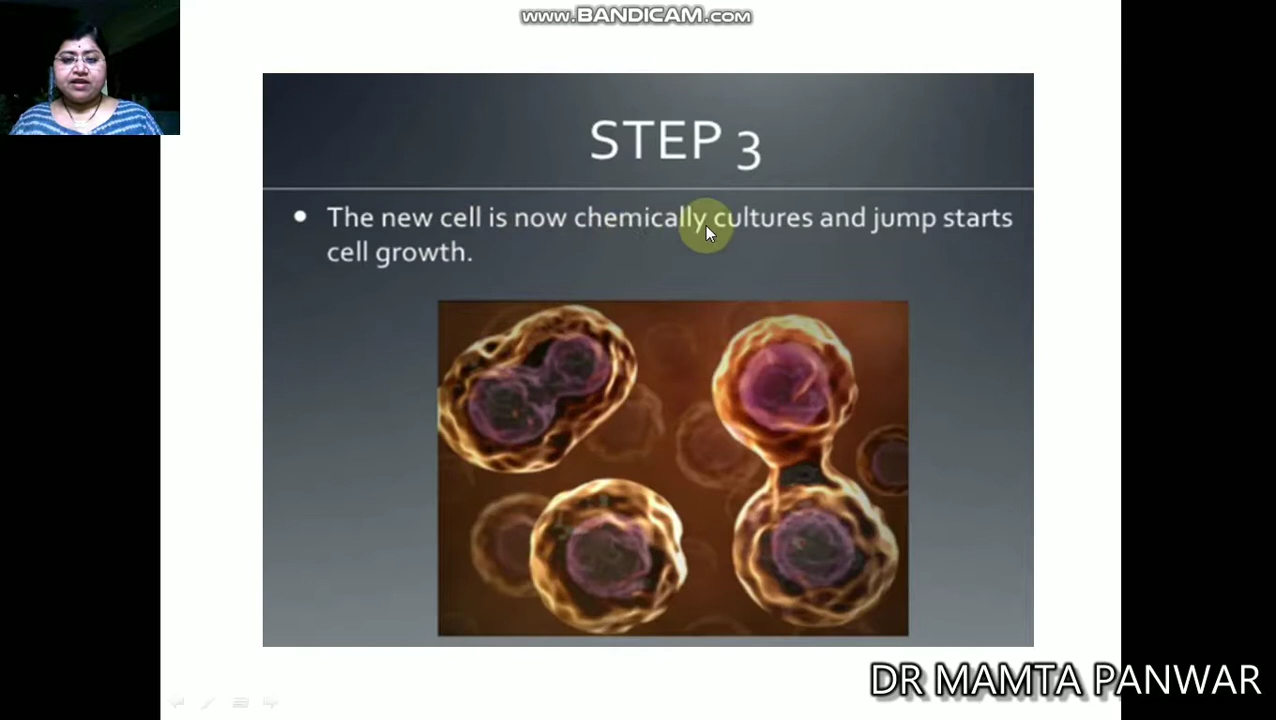 www.BANDICAM.com
STEP 3
• The new cell is now chemically cultures and jump starts
cell growth.
DR MAMTA PANWAR